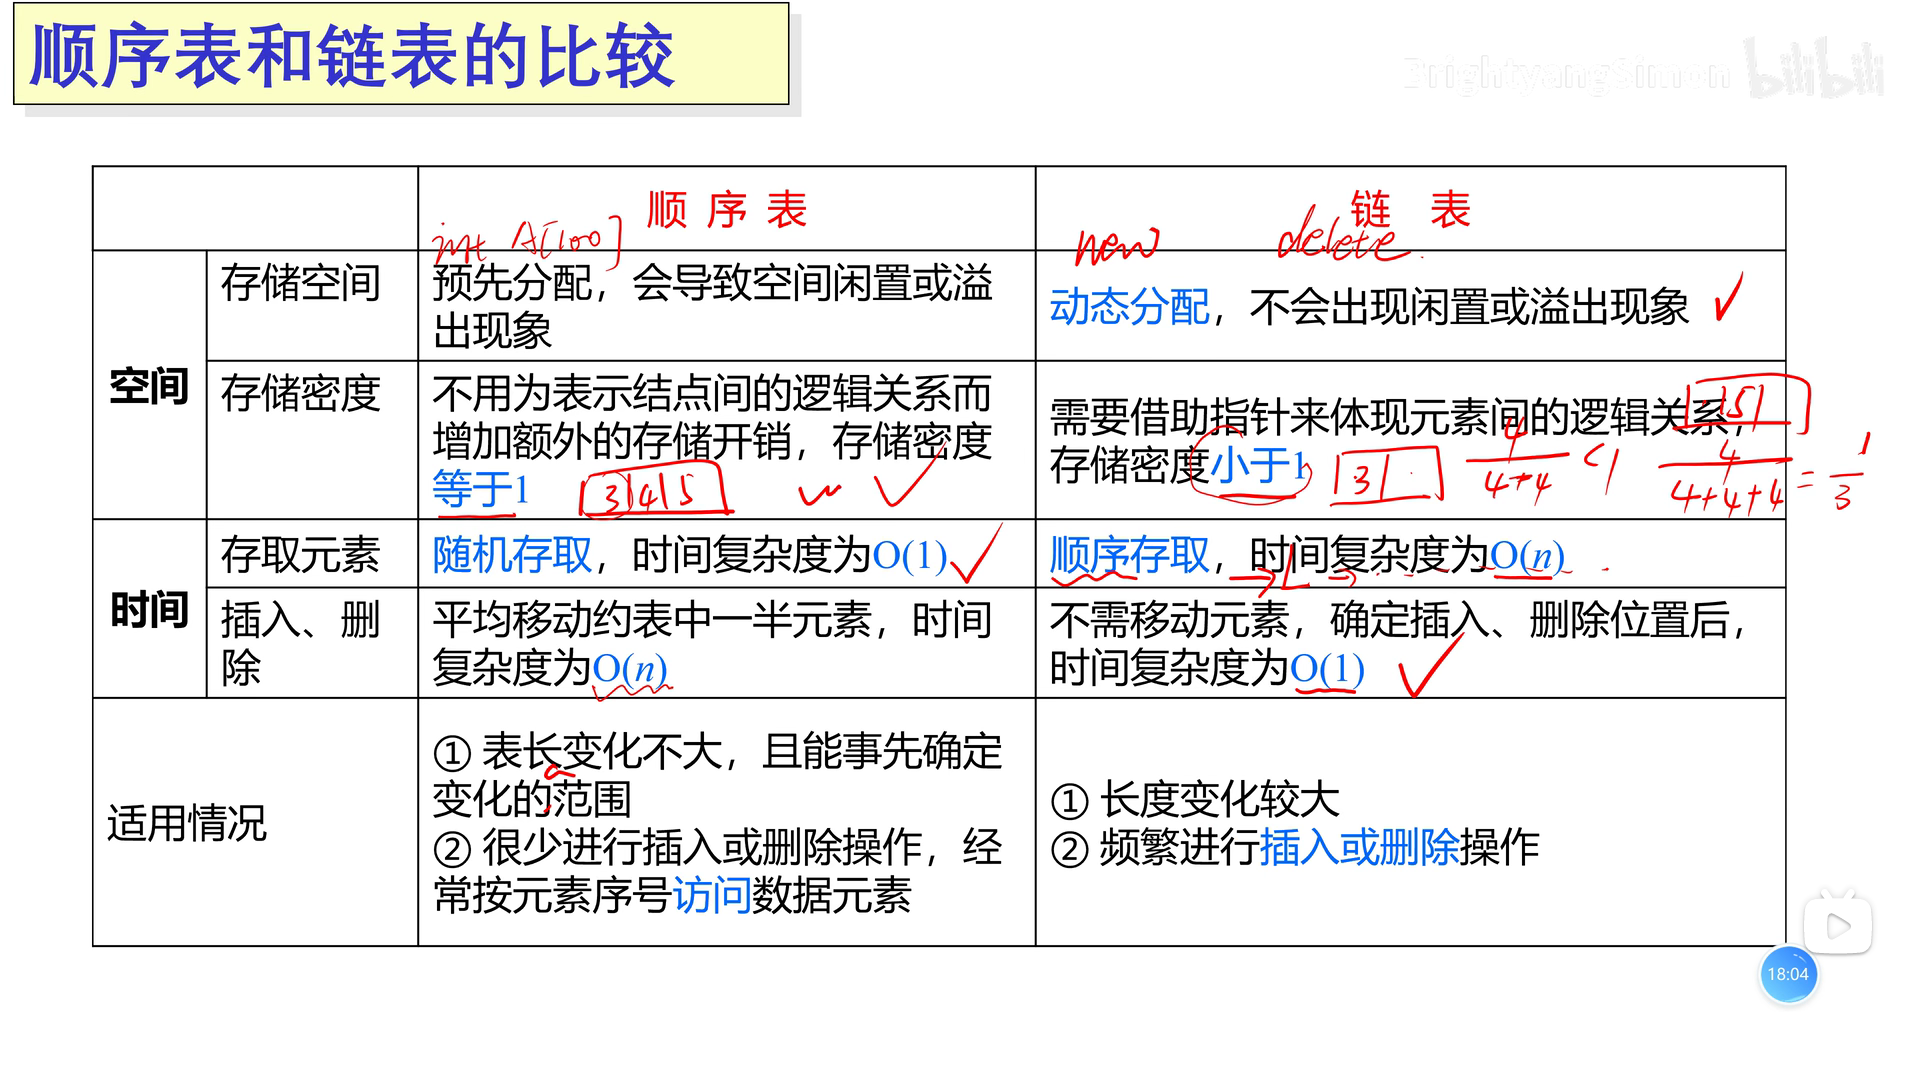 顺序表和链表的比较
BrightyangSimon bilibili
顺 序 表
链 表
int A[100]
new delete
空间
存储空间
预先分配，会导致空间闲置或溢
出现象
动态分配，不会出现闲置或溢出现象
存储密度
不用为表示结点间的逻辑关系而
增加额外的存储开销，存储密度
等于1
3 4 5
需要借助指针来体现元素间的逻辑关系，
存储密度小于1
3
4
4+4
<1
5
4
4+4+4
=
1
3
时间
存取元素
随机存取，时间复杂度为O(1)
顺序存取，时间复杂度为O(n)
插入、删
除
平均移动约表中一半元素，时间
复杂度为O(n)
不需移动元素，确定插入、删除位置后，
时间复杂度为O(1)
适用情况
① 表长变化不大，且能事先确定
变化的范围
② 很少进行插入或删除操作，经
常按元素序号访问数据元素
① 长度变化较大
② 频繁进行插入或删除操作
18:04